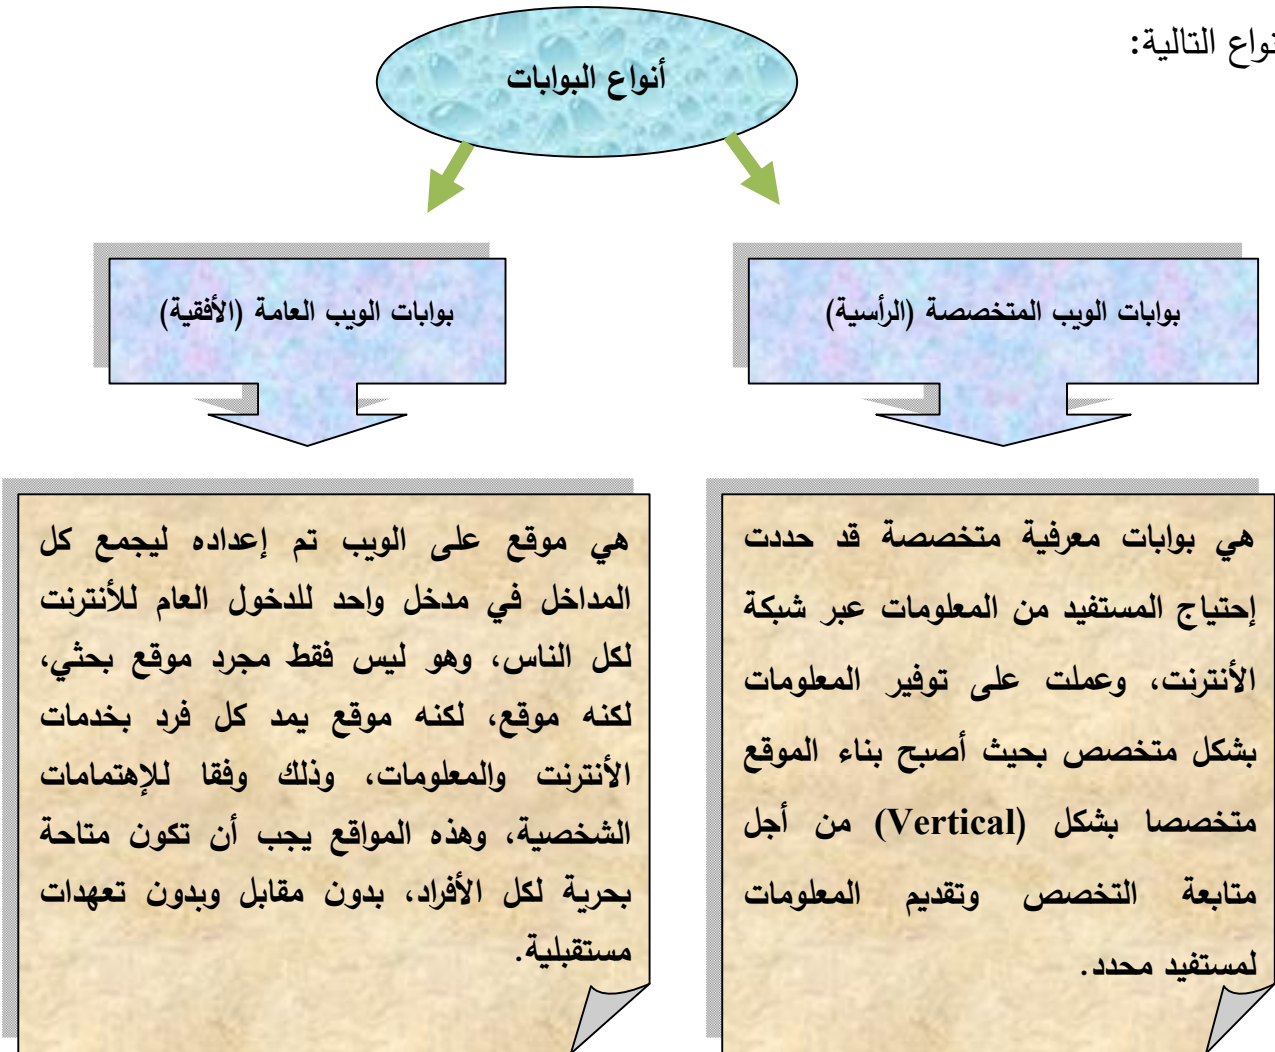 نواع التالية:
أنواع البوابات
بوابات الويب المتخصصة (الرأسية)
بوابات الويب العامة (الأفقية)
هي بوابات معرفية متخصصة قد حددت
إحتياج المستفيد من المعلومات عبر شبكة
الأنترنت، وعملت على توفير المعلومات
بشكل متخصص بحيث أصبح بناء الموقع
متخصصا بشكل (Vertical) من أجل
متابعة التخصص وتقديم المعلومات
لمستفيد محدد.
هي موقع على الويب تم إعداده ليجمع كل
المداخل في مدخل واحد للدخول العام للأنترنت
لكل الناس، وهو ليس فقط مجرد موقع بحثي،
لكنه موقع، لكنه موقع يمد كل فرد بخدمات
الأنترنت والمعلومات، وذلك وفقا للإهتمامات
الشخصية، وهذه المواقع يجب أن تكون متاحة
بحرية لكل الأفراد، بدون مقابل وبدون تعهدات
مستقبلية.